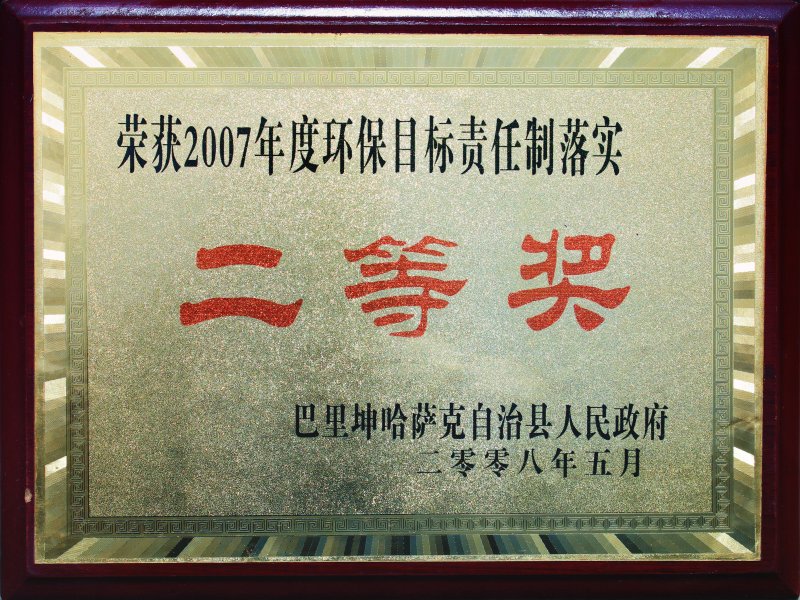 荣获2007年度环保目标责任制落实
二等奖
巴里坤哈萨克自治县人民政府
二零零八年五月